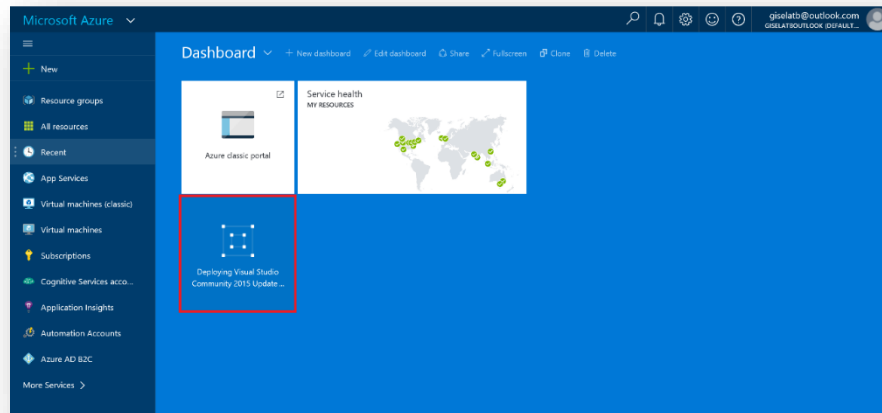 Microsoft Azure
giselatb@outlook.com
GISELATBOUTLOOK (DEFAULT...
New
Resource groups
All resources
Recent
App Services
Virtual machines (classic)
Virtual machines
Subscriptions
Cognitive Services acco...
Application Insights
Automation Accounts
Azure AD B2C
More Services
Dashboard
New dashboard
Edit dashboard
Share
Fullscreen
Clone
Delete
Azure classic portal
Service health
MY RESOURCES
Deploying Visual Studio
Community 2015 Update...